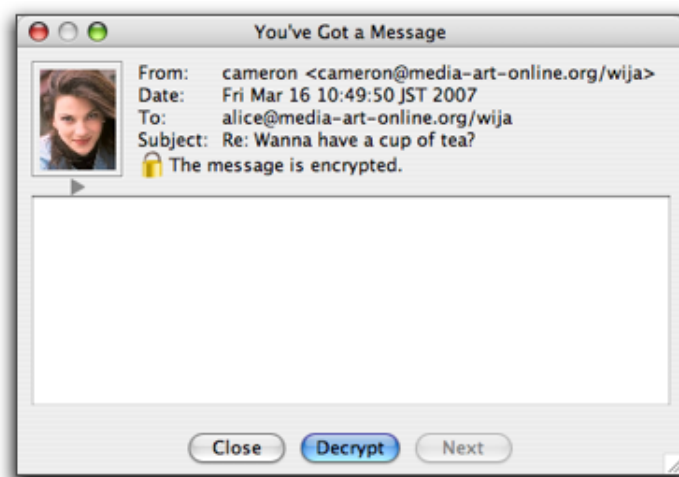 You've Got a Message
From: cameron <cameron@media-art-online.org/wija>
Date: Fri Mar 16 10:49:50 JST 2007
To: alice@media-art-online.org/wija
Subject: Re: Wanna have a cup of tea?
The message is encrypted.
Close Decrypt Next